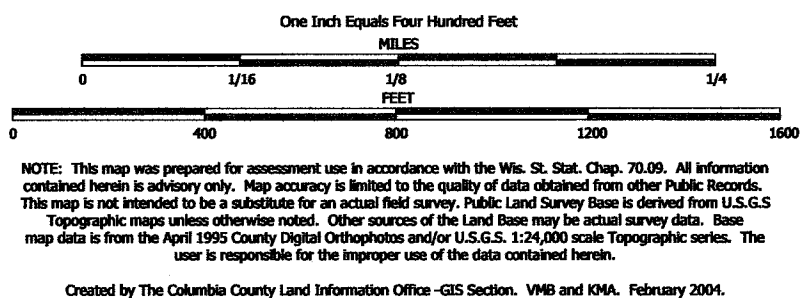 One Inch Equals Four Hundred Feet
MILES
0 1/16 1/8 1/4
FEET
0 400 800 1200 1600
NOTE: This map was prepared for assessment use in accordance with the Wis. St. Stat. Chap. 70.09. All information
contained herein is advisory only. Map accuracy is limited to the quality of data obtained from other Public Records.
This map is not intended to be a substitute for an actual field survey. Public Land Survey Base is derived from U.S.G.S
Topographic maps unless otherwise noted. Other sources of the Land Base may be actual survey data. Base
map data is from the April 1995 County Digital Orthophotos and/or U.S.G.S. 1:24,000 scale Topographic series. The
user is responsible for the improper use of the data contained herein.
Created by The Columbia County Land Information Office -GIS Section. VMB and KMA. February 2004.